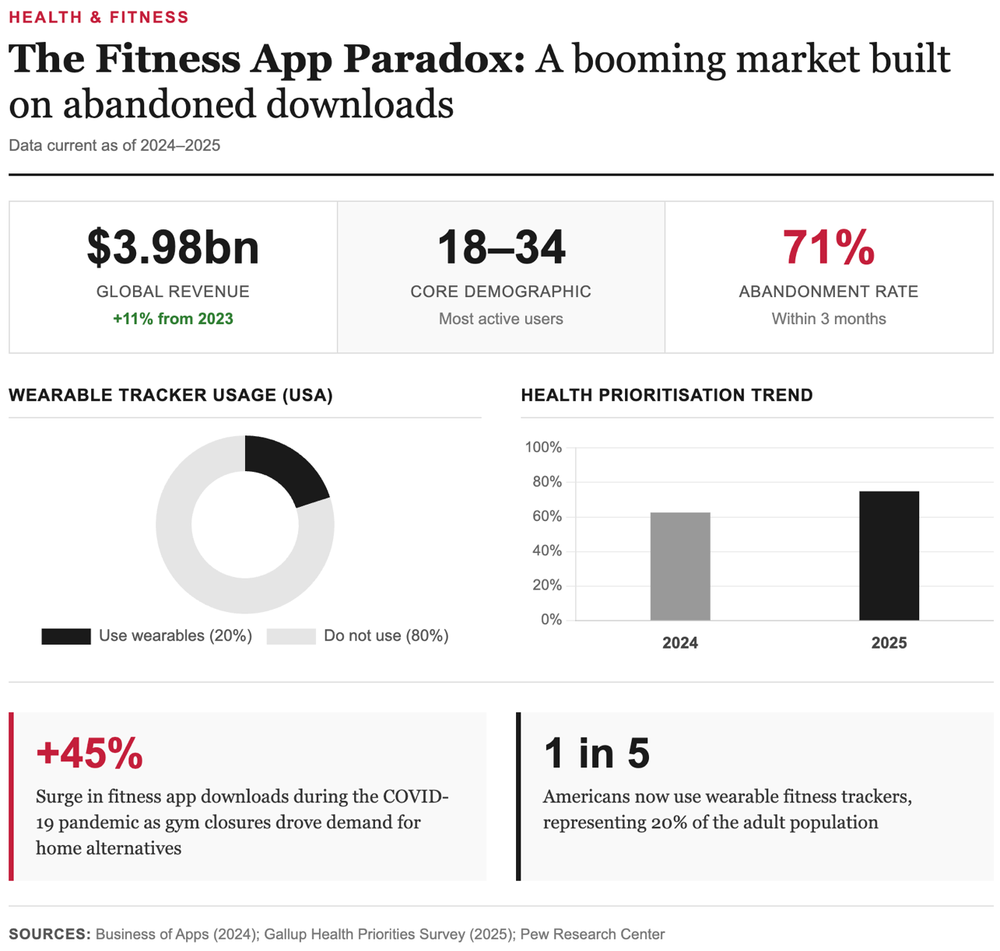 HEALTH & FITNESS
The Fitness App Paradox: A booming market built
on abandoned downloads
Data current as of 2024–2025
$3.98bn
GLOBAL REVENUE
+11% from 2023
18–34
CORE DEMOGRAPHIC
Most active users
71%
ABANDONMENT RATE
Within 3 months
WEARABLE TRACKER USAGE (USA)
Use wearables (20%)
Do not use (80%)
HEALTH PRIORITISATION TREND
100%
80%
60%
40%
20%
0%
2024
2025
+45%
Surge in fitness app downloads during the COVID-
19 pandemic as gym closures drove demand for
home alternatives
1 in 5
Americans now use wearable fitness trackers,
representing 20% of the adult population
SOURCES: Business of Apps (2024); Gallup Health Priorities Survey (2025); Pew Research Center